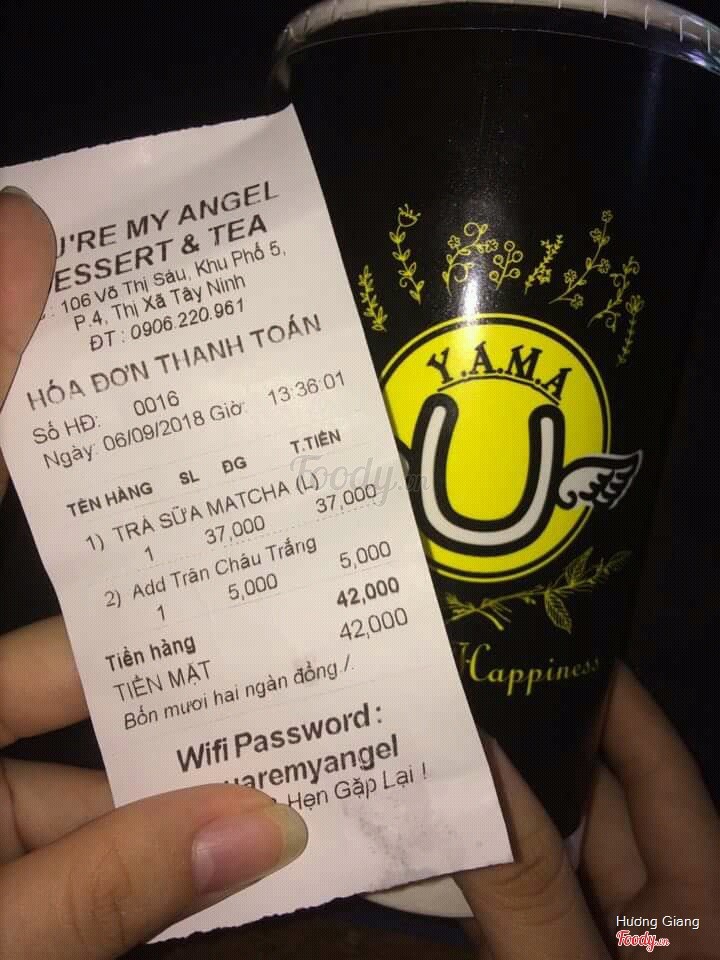 U'RE MY ANGEL
DESSERT & TEA
: 106 Võ Thị Sáu, Khu Phố 5,
P.4, Thị Xã Tây Ninh
ĐT : 0906.220.961
HÓA ĐƠN THANH TOÁN
Số HĐ: 0016
Ngày: 06/09/2018 Giờ: 13:36:01
TÊN HÀNG SL ĐG T.TIỀN
1) TRÀ SỮA MATCHA (L)
1 37,000 37,000
2) Add Trân Châu Trắng
1 5,000 5,000
Tiền hàng 42,000
TIỀN MẶT 42,000
Bốn mươi hai ngàn đồng./.
Wifi Password :
uaremyangel
Hẹn Gặp Lại !
Y.A.M.A
U
Happiness
Foody.vn
Hương Giang
Foody.vn